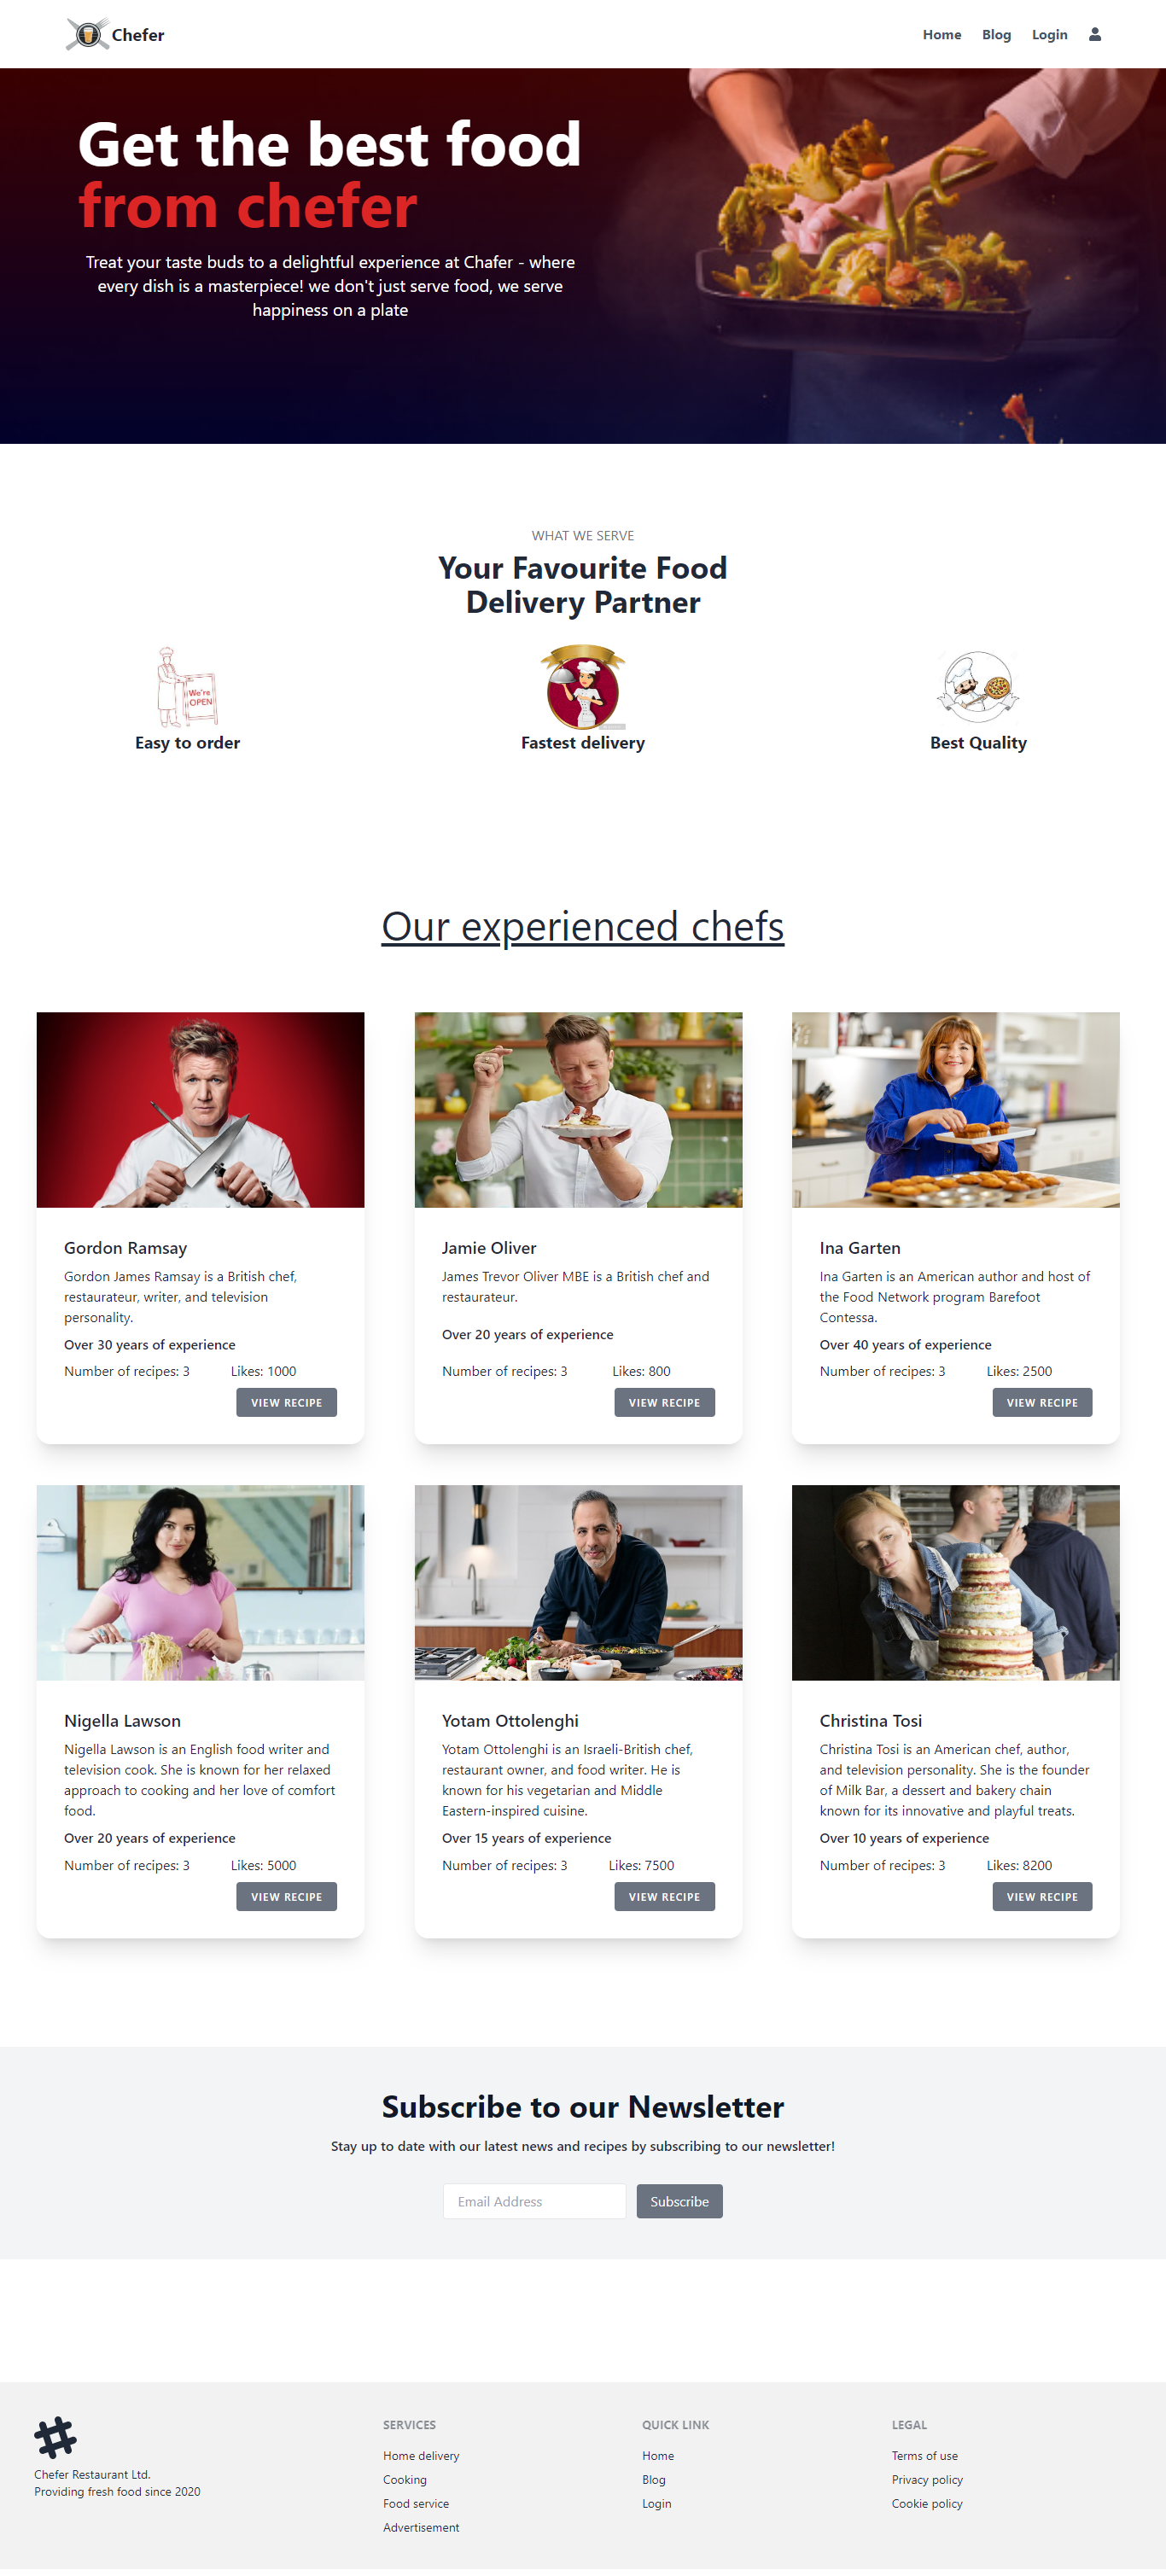 Chefer
Home Blog Login
Get the best food
from chefer
Treat your taste buds to a delightful experience at Chafer - where
every dish is a masterpiece! we don't just serve food, we serve
happiness on a plate
WHAT WE SERVE
Your Favourite Food
Delivery Partner
We're
OPEN
Easy to order
Fastest delivery
Best Quality
Our experienced chefs
Gordon Ramsay
Gordon James Ramsay is a British chef,
restaurateur, writer, and television
personality.
Over 30 years of experience
Number of recipes: 3 Likes: 1000
VIEW RECIPE
Jamie Oliver
James Trevor Oliver MBE is a British chef and
restaurateur.
Over 20 years of experience
Number of recipes: 3 Likes: 800
VIEW RECIPE
Ina Garten
Ina Garten is an American author and host of
the Food Network program Barefoot
Contessa.
Over 40 years of experience
Number of recipes: 3 Likes: 2500
VIEW RECIPE
Nigella Lawson
Nigella Lawson is an English food writer and
television cook. She is known for her relaxed
approach to cooking and her love of comfort
food.
Over 20 years of experience
Number of recipes: 3 Likes: 5000
VIEW RECIPE
Yotam Ottolenghi
Yotam Ottolenghi is an Israeli-British chef,
restaurant owner, and food writer. He is
known for his vegetarian and Middle
Eastern-inspired cuisine.
Over 15 years of experience
Number of recipes: 3 Likes: 7500
VIEW RECIPE
Christina Tosi
Christina Tosi is an American chef, author,
and television personality. She is the founder
of Milk Bar, a dessert and bakery chain
known for its innovative and playful treats.
Over 10 years of experience
Number of recipes: 3 Likes: 8200
VIEW RECIPE
Subscribe to our Newsletter
Stay up to date with our latest news and recipes by subscribing to our newsletter!
Email Address Subscribe
Chefer Restaurant Ltd.
Providing fresh food since 2020
SERVICES
Home delivery
Cooking
Food service
Advertisement
QUICK LINK
Home
Blog
Login
LEGAL
Terms of use
Privacy policy
Cookie policy